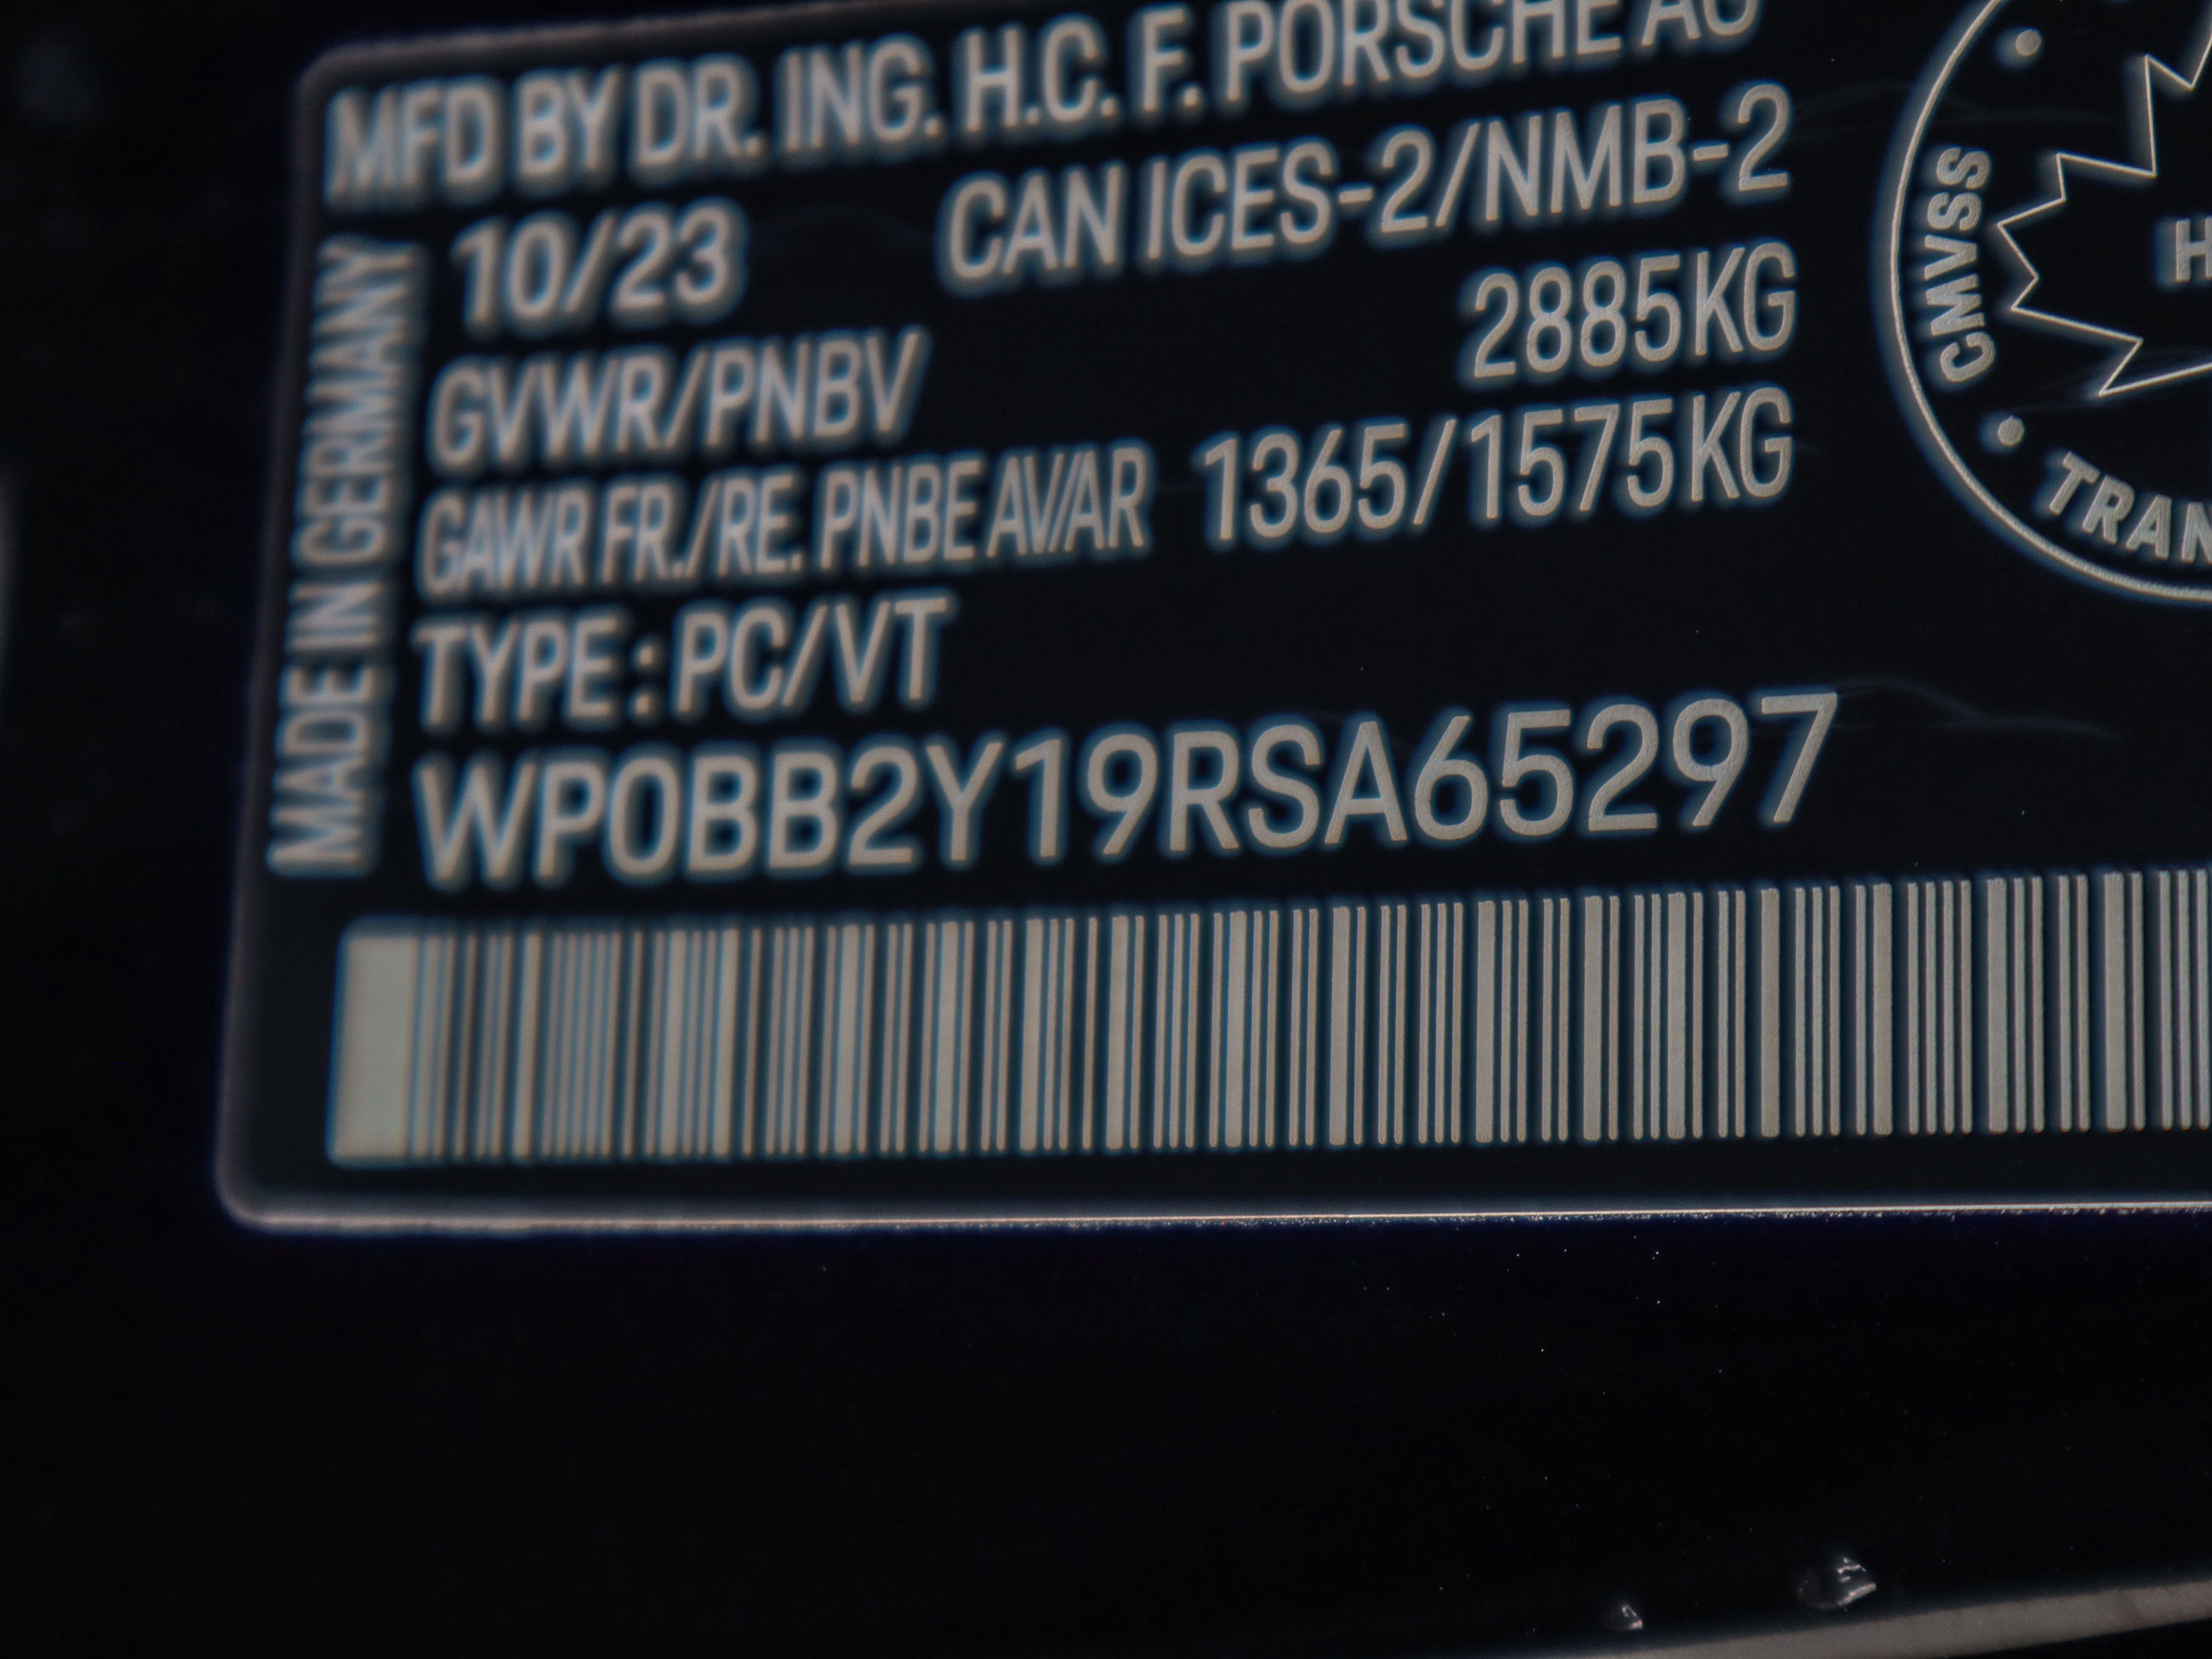 MFD BY DR. ING. H.C. F. PORSCHE AG
10/23 CAN ICES-2/NMB-2
GVWR/PNBV 2885KG
GAWR FR./RE. PNBE AV/AR 1365/1575KG
TYPE : PC/VT
WP0BB2Y19RSA65297
MADE IN GERMANY
CMVSS
H
TRAN